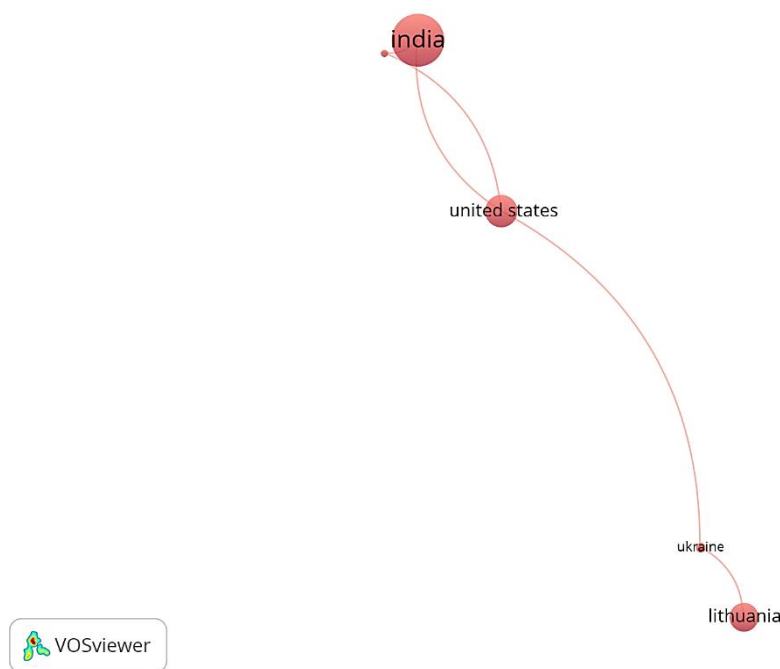 india
united states
ukraine
lithuania
VOSviewer